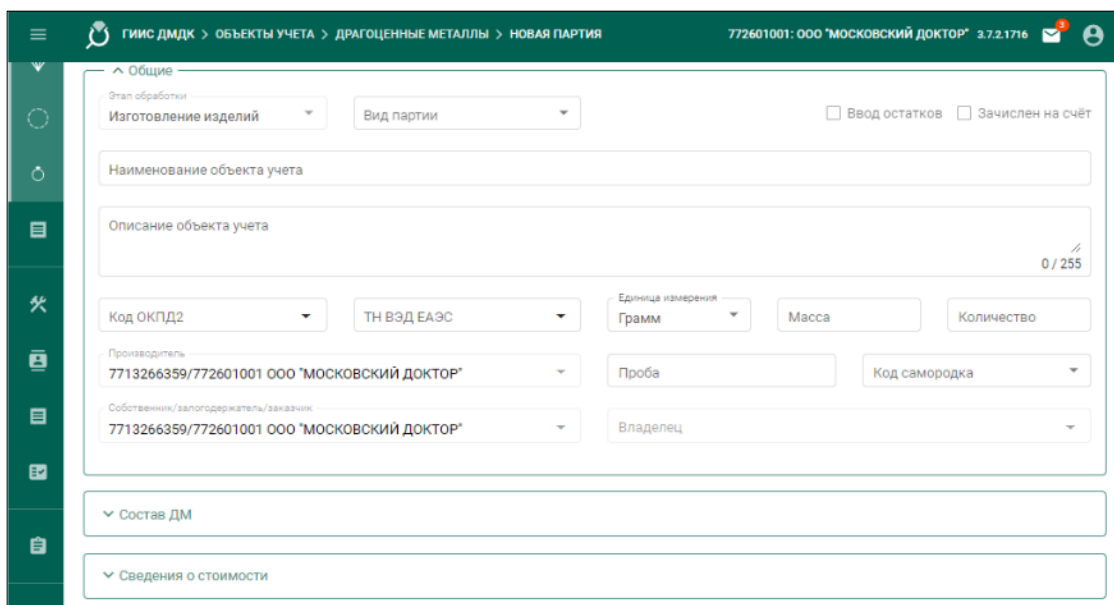 ГИИС ДМДК > ОБЪЕКТЫ УЧЕТА > ДРАГОЦЕННЫЕ МЕТАЛЛЫ > НОВАЯ ПАРТИЯ 772601001: ООО "МОСКОВСКИЙ ДОКТОР" 3.7.2.1716 3
Общие
Этап обработки
Изготовление изделий Вид партии Ввод остатков Зачислен на счёт
Наименование объекта учета
Описание объекта учета
0 / 255
Единица измерения
Код ОКПД2 ТН ВЭД ЕАЭС Грамм Масса Количество
Производитель
7713266359/772601001 ООО "МОСКОВСКИЙ ДОКТОР" Проба Код самородка
Собственник/залогодержатель/заказчик
7713266359/772601001 ООО "МОСКОВСКИЙ ДОКТОР" Владелец
Состав ДМ
Сведения о стоимости